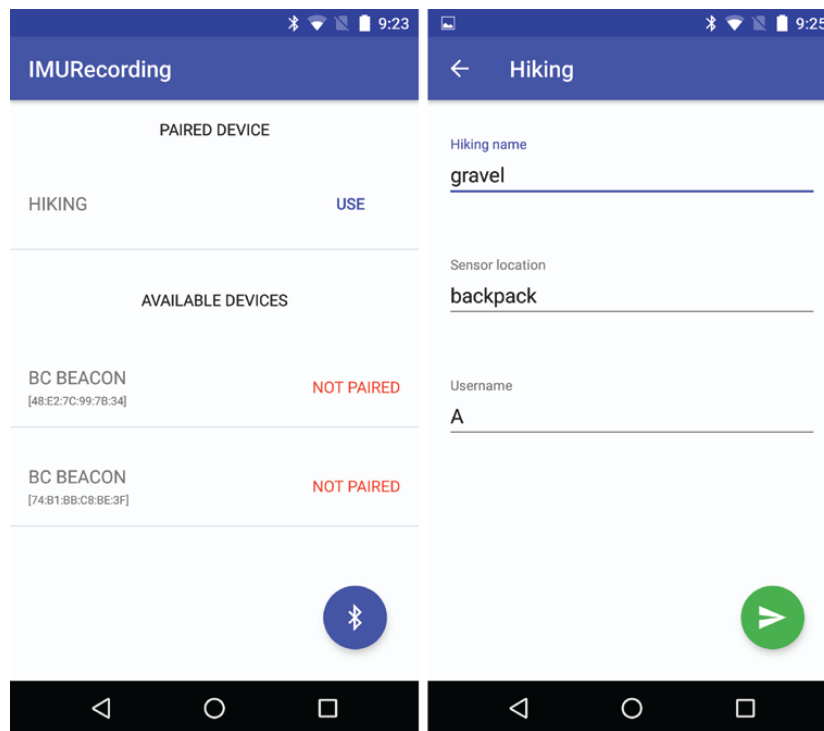 9:23
IMURecording
PAIRED DEVICE
HIKING USE
AVAILABLE DEVICES
BC BEACON
[48:E2:7C:99:7B:34]
NOT PAIRED
BC BEACON
[74:B1:BB:C8:BE:3F]
NOT PAIRED
9:25
Hiking
Hiking name
gravel
Sensor location
backpack
Username
A